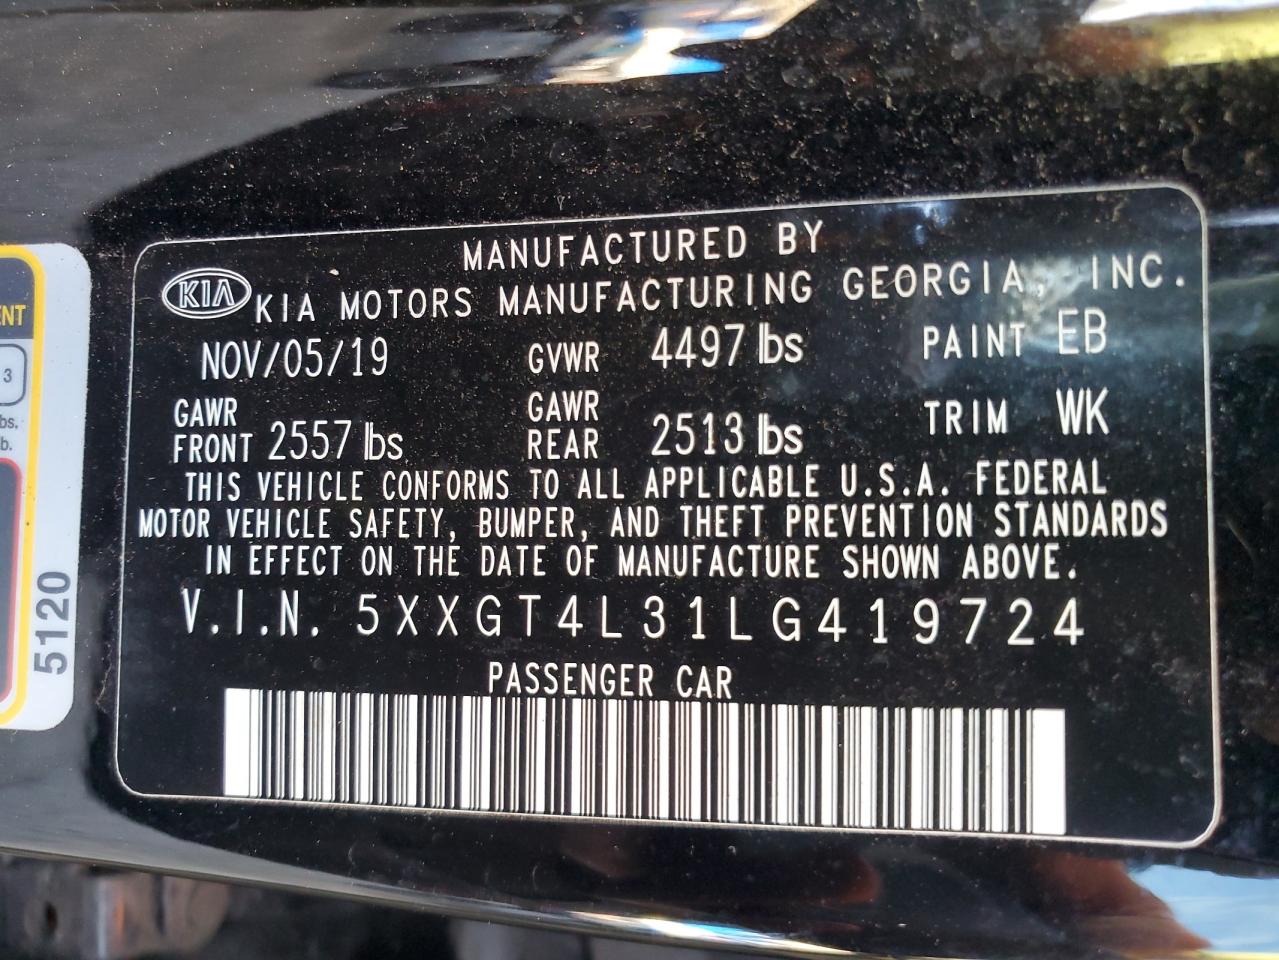 MANUFACTURED BY
KIA KIA MOTORS MANUFACTURING GEORGIA, INC.
NOV/05/19 GVWR 4497 lbs PAINT EB
GAWR FRONT 2557 lbs GAWR REAR 2513 lbs TRIM WK
THIS VEHICLE CONFORMS TO ALL APPLICABLE U.S.A. FEDERAL
MOTOR VEHICLE SAFETY, BUMPER, AND THEFT PREVENTION STANDARDS
IN EFFECT ON THE DATE OF MANUFACTURE SHOWN ABOVE.
V.I.N. 5XXGT4L31LG419724
PASSENGER CAR
3
5120